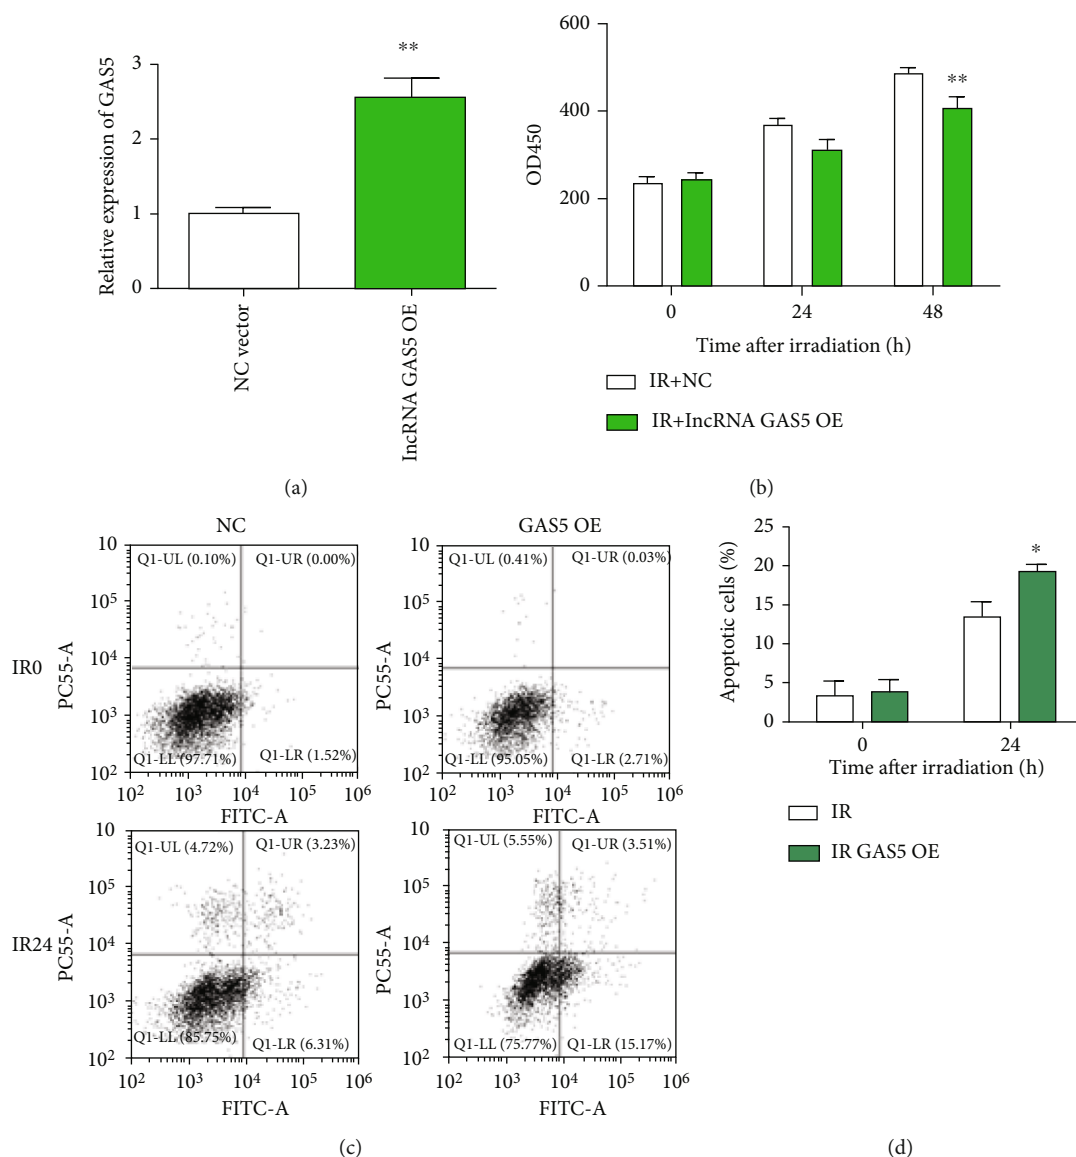 Relative expression of GAS5
3
2
1
0
**
NC vector
lncRNA GAS5 OE
(a)
OD450
600
400
200
0
**
0
24
48
Time after irradiation (h)
IR+NC
IR+lncRNA GAS5 OE
(b)
NC
GAS5 OE
IR0
PC55-A
10
10⁵
10⁴
10³
10²
Q1-UL (0.10%)
Q1-UR (0.00%)
Q1-LL (97.71%)
Q1-LR (1.52%)
10² 10³ 10⁴ 10⁵ 10⁶
FITC-A
PC55-A
10
10⁵
10⁴
10³
10²
Q1-UL (0.41%)
Q1-UR (0.03%)
Q1-LL (95.05%)
Q1-LR (2.71%)
10² 10³ 10⁴ 10⁵ 10⁶
FITC-A
IR24
PC55-A
10
10⁵
10⁴
10³
10²
Q1-UL (4.72%)
Q1-UR (3.23%)
Q1-LL (85.75%)
Q1-LR (6.31%)
10² 10³ 10⁴ 10⁵ 10⁶
FITC-A
PC55-A
10
10⁵
10⁴
10³
10²
Q1-UL (5.55%)
Q1-UR (3.51%)
Q1-LL (75.77%)
Q1-LR (15.17%)
10² 10³ 10⁴ 10⁵ 10⁶
FITC-A
(c)
Apoptotic cells (%)
25
20
15
10
5
0
*
0
24
Time after irradiation (h)
IR
IR GAS5 OE
(d)